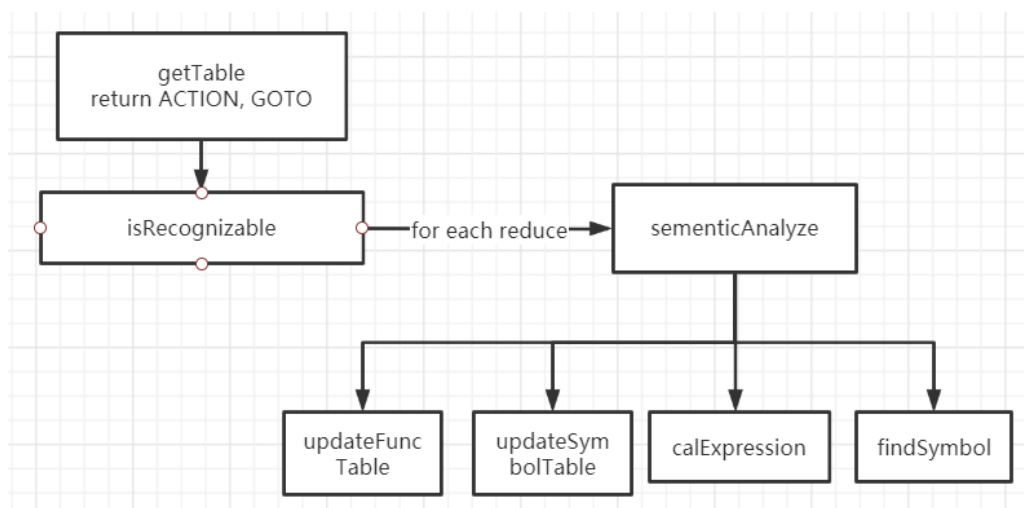 getTable
return ACTION, GOTO
isRecognizable
for each reduce
sementicAnalyze
updateFunc
Table
updateSym
bolTable
calExpression
findSymbol